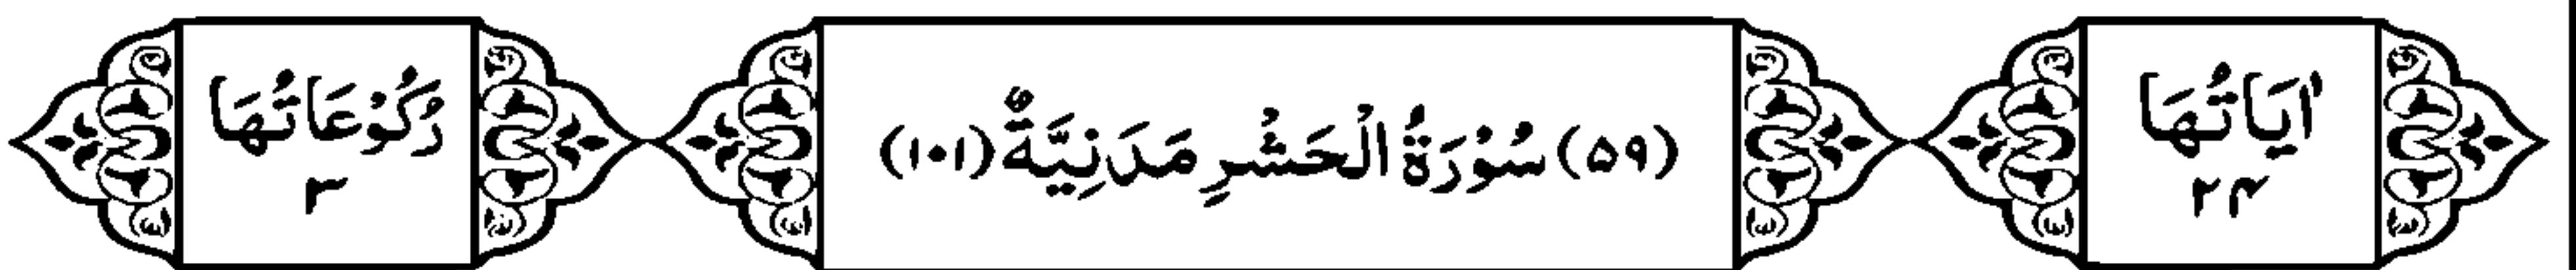 اٰيَاتُهَا
۲۴
(۵۹) سُوْرَةُ الْحَشْرِ مَدَنِيَّةٌ (۱۰۱)
رُكُوْعَاتُهَا
۳